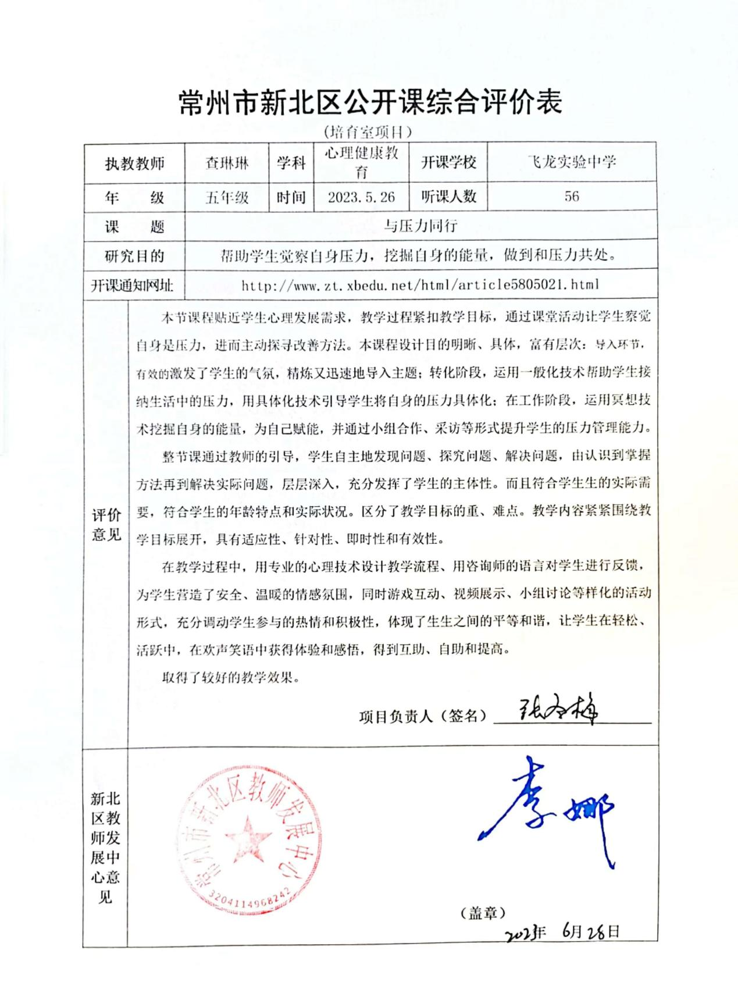 常州市新北区公开课综合评价表
(培育室项目)
执教教师 查琳琳 学科 心理健康教育 开课学校 飞龙实验中学
年 级 五年级 时间 2023.5.26 听课人数 56
课 题 与压力同行
研究目的 帮助学生觉察自身压力，挖掘自身的能量，做到和压力共处。
开课通知网址 http://www.zt.xbedu.net/html/article5805021.html
评价意见
本节课程贴近学生心理发展需求，教学过程紧扣教学目标，通过课堂活动让学生察觉
自身是压力，进而主动探寻改善方法。本课程设计目的明晰、具体，富有层次：导入环节，
有效的激发了学生的气氛，精炼又迅速地导入主题；转化阶段，运用一般化技术帮助学生接
纳生活中的压力，用具体化技术引导学生将自身的压力具体化；在工作阶段，运用冥想技
术挖掘自身的能量，为自己赋能，并通过小组合作、采访等形式提升学生的压力管理能力。
整节课通过教师的引导，学生自主地发现问题、探究问题、解决问题，由认识到掌握
方法再到解决实际问题，层层深入，充分发挥了学生的主体性。而且符合学生生的实际需
要，符合学生的年龄特点和实际状况。区分了教学目标的重、难点。教学内容紧紧围绕教
学目标展开，具有适应性、针对性、即时性和有效性。
在教学过程中，用专业的心理技术设计教学流程、用咨询师的语言对学生进行反馈，
为学生营造了安全、温暖的情感氛围，同时游戏互动、视频展示、小组讨论等样化的活动
形式，充分调动学生参与的热情和积极性，体现了生生之间的平等和谐，让学生在轻松、
活跃中，在欢声笑语中获得体验和感悟，得到互助、自助和提高。
取得了较好的教学效果。
项目负责人（签名）
新北区教师发展中心意见
常州市新北区教师发展中心
3204114968242
李娜
（盖章）
2023年 6月28日